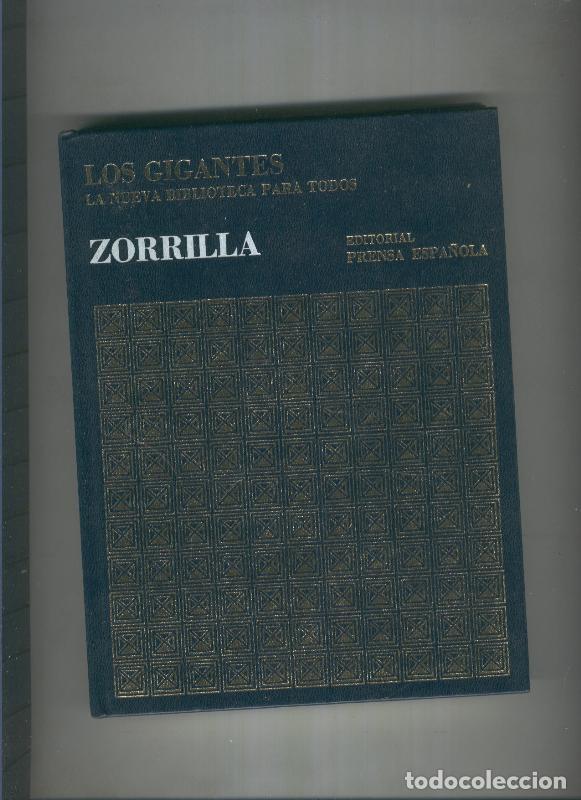 LOS GIGANTES
LA NUEVA BIBLIOTECA PARA TODOS
ZORRILLA
EDITORIAL
PRENSA ESPAÑOLA
todocoleccion